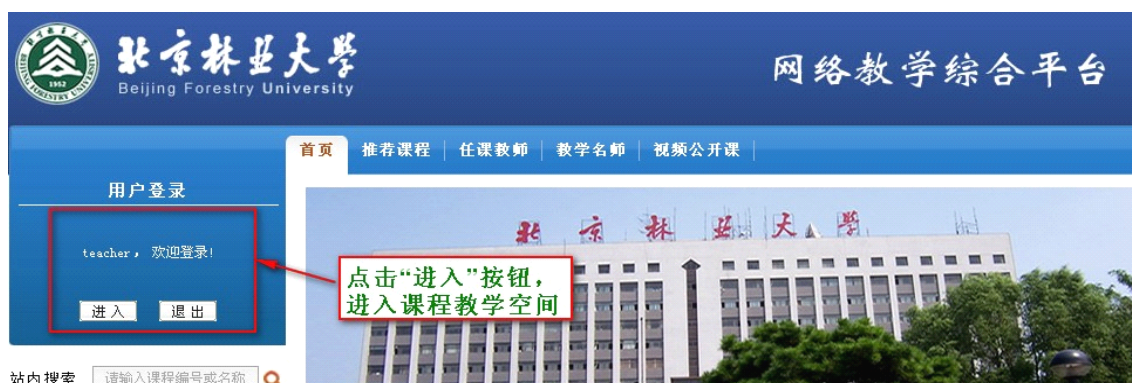 北京林业大学
Beijing Forestry University
1952
网络教学综合平台
首页 推荐课程 任课教师 教学名师 视频公开课
用户登录
teacher，欢迎登录!
进入 退出
北京林业大学
点击“进入”按钮，
进入课程教学空间
站内搜索 请输入课程编号或名称